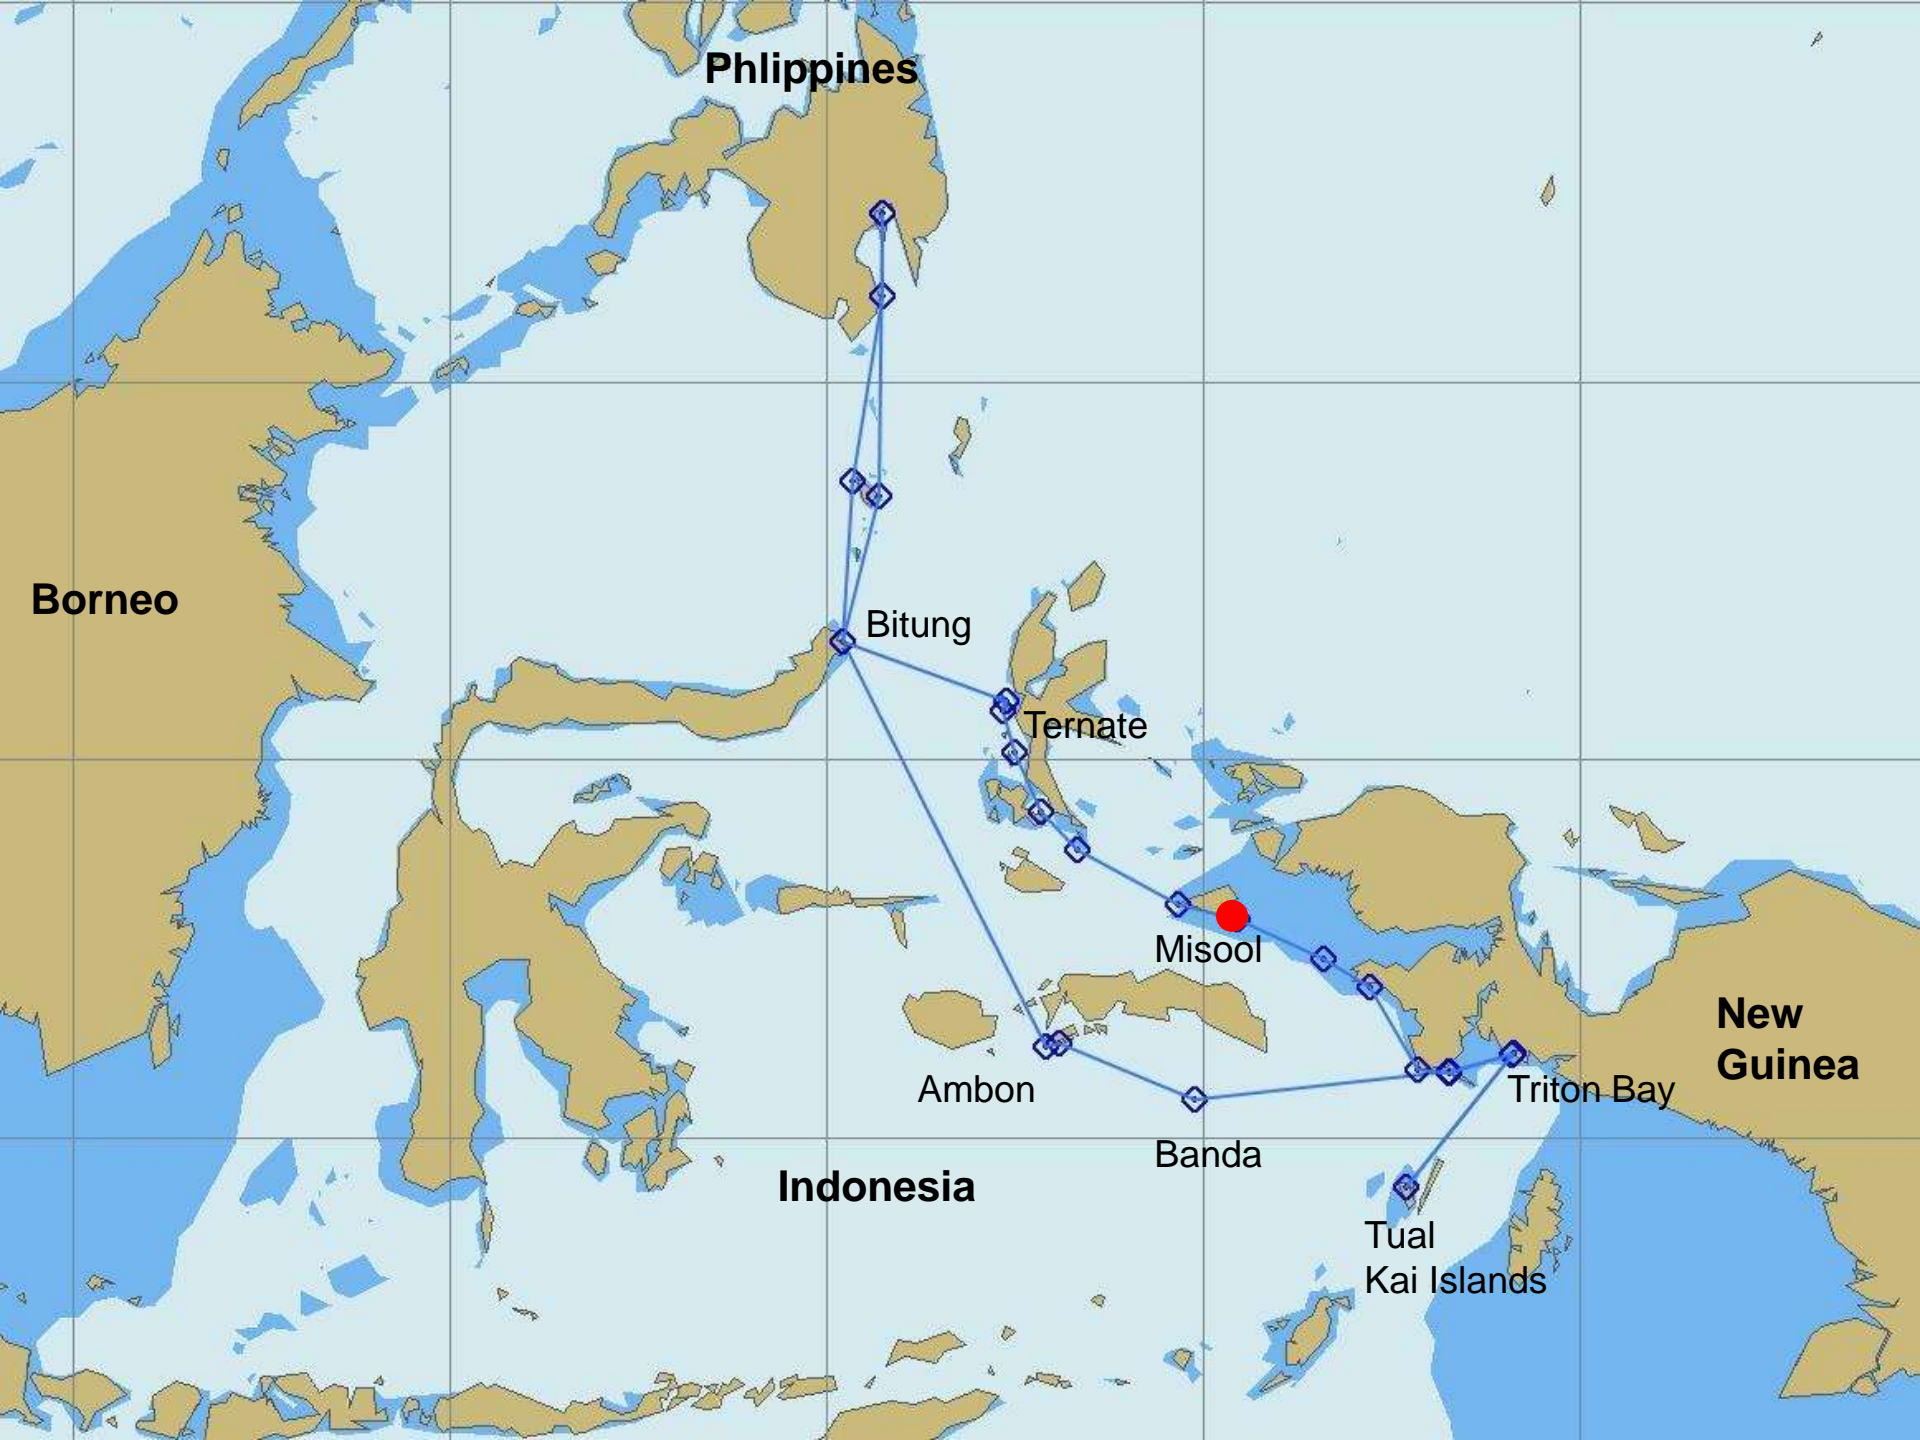 Phlippines
Borneo
Bitung
Ternate
Misool
New
Guinea
Ambon
Triton Bay
Banda
Indonesia
Tual
Kai Islands